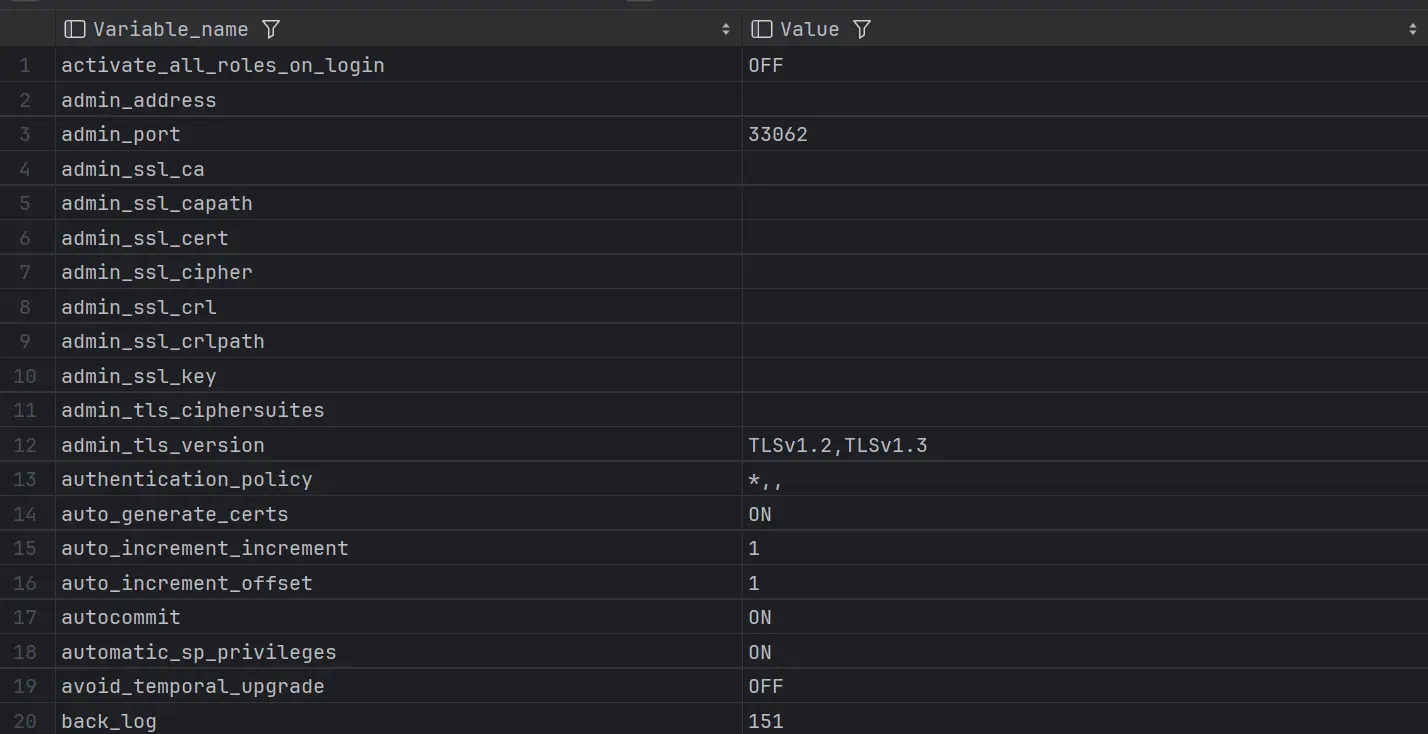 Variable_name Value
1 activate_all_roles_on_login OFF
2 admin_address
3 admin_port 33062
4 admin_ssl_ca
5 admin_ssl_capath
6 admin_ssl_cert
7 admin_ssl_cipher
8 admin_ssl_crl
9 admin_ssl_crlpath
10 admin_ssl_key
11 admin_tls_ciphersuites
12 admin_tls_version TLSv1.2,TLSv1.3
13 authentication_policy *,,
14 auto_generate_certs ON
15 auto_increment_increment 1
16 auto_increment_offset 1
17 autocommit ON
18 automatic_sp_privileges ON
19 avoid_temporal_upgrade OFF
20 back_log 151